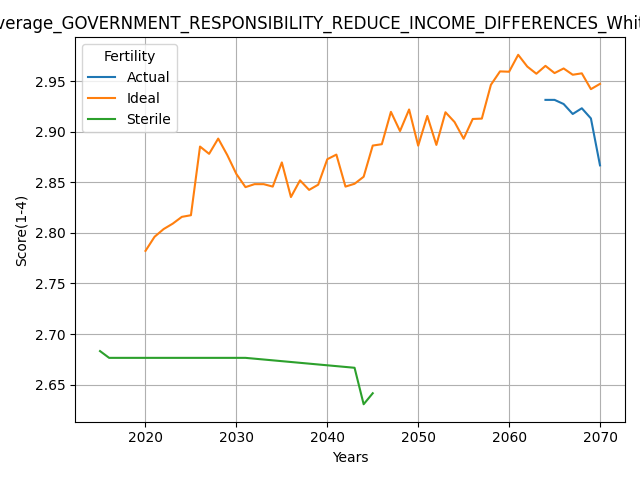 verage_GOVERNMENT_RESPONSIBILITY_REDUCE_INCOME_DIFFERENCES_Whit
Fertility
Actual
Ideal
Sterile
Score(1-4)
2.95
2.90
2.85
2.80
2.75
2.70
2.65
2020 2030 2040 2050 2060 2070
Years